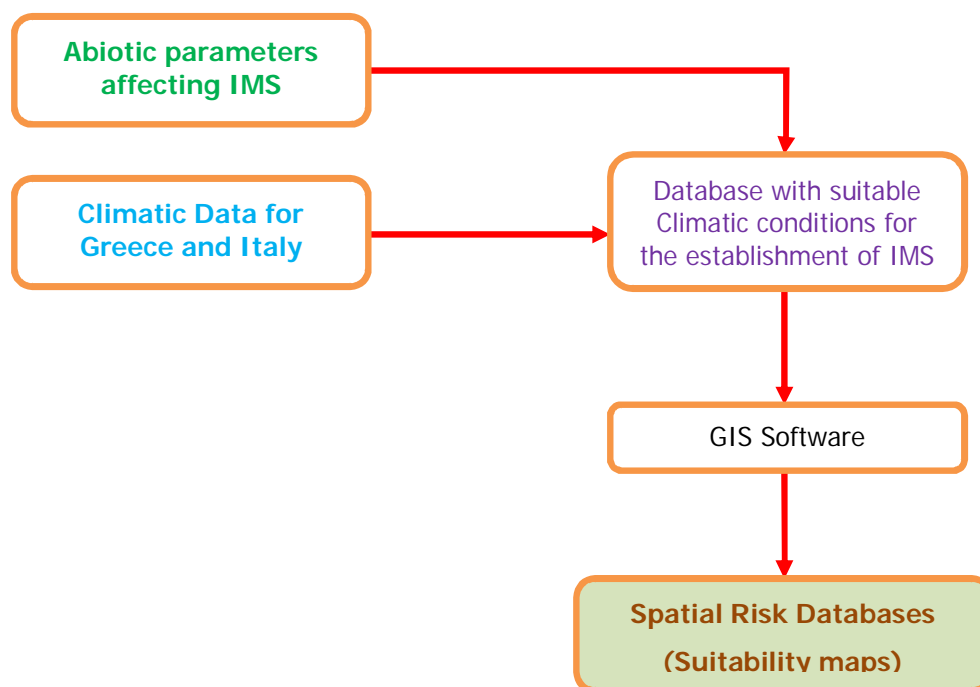 Abiotic parameters
affecting IMS
Climatic Data for
Greece and Italy
Database with suitable
Climatic conditions for
the establishment of IMS
GIS Software
Spatial Risk Databases
(Suitability maps)